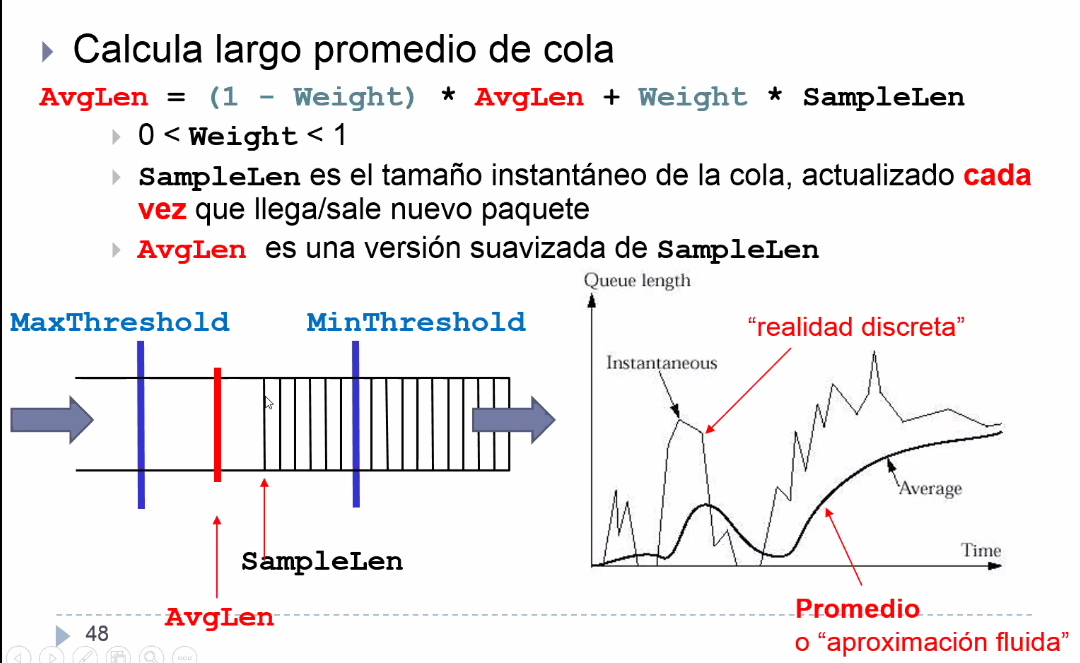 Calcula largo promedio de cola
AvgLen = (1 - Weight) * AvgLen + Weight * SampleLen
0 < Weight < 1
SampleLen es el tamaño instantáneo de la cola, actualizado cada
vez que llega/sale nuevo paquete
AvgLen es una versión suavizada de SampleLen
MaxThreshold
MinThreshold
SampleLen
AvgLen
Queue length
“realidad discreta”
Instantaneous
Average
Time
Promedio
o “aproximación fluida”
48